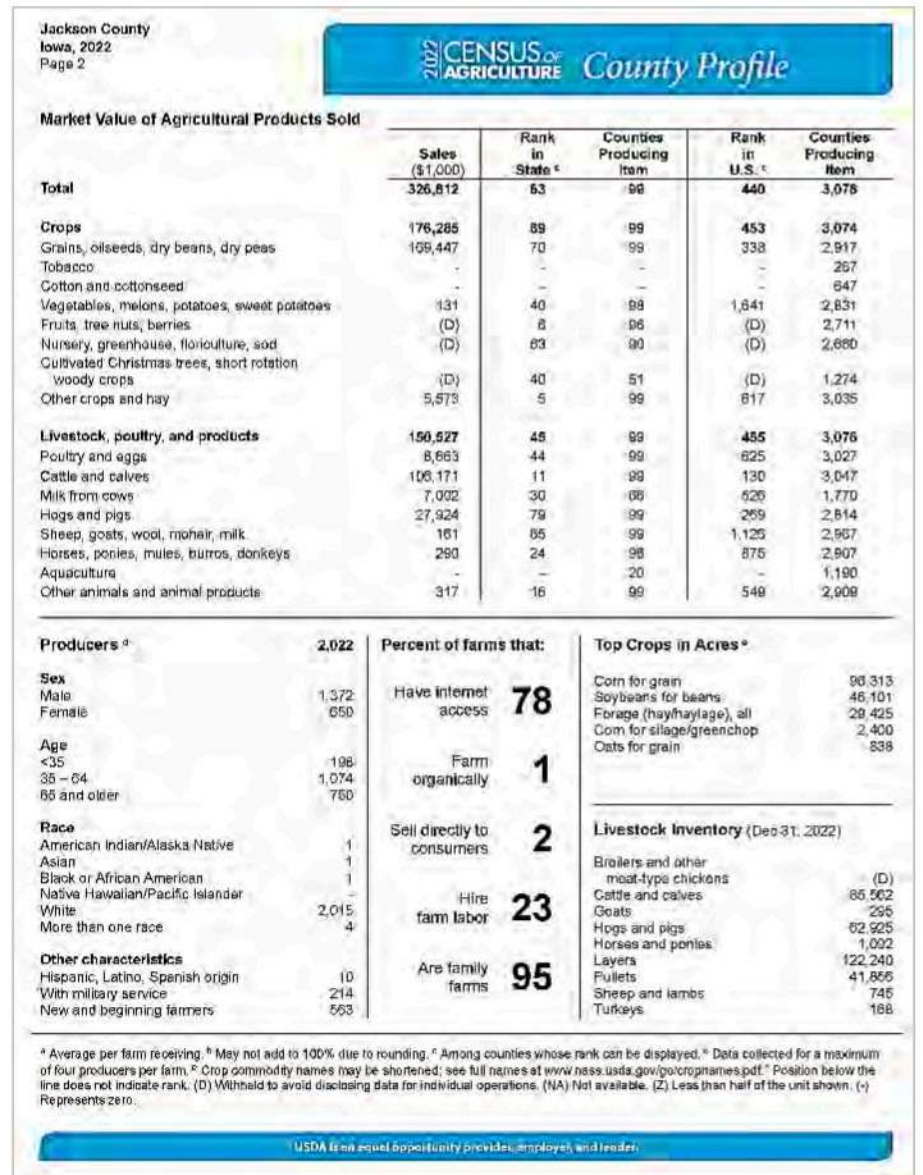 Jackson County
Iowa, 2022
Page 2
2022 CENSUS OF AGRICULTURE County Profile
Market Value of Agricultural Products Sold
Sales ($1,000) Rank in State c Counties Producing Item Rank in U.S. c Counties Producing Item
Total 326,812 63 99 440 3,078
Crops 176,285 99 453 3,074
Grains, oilseeds, dry beans, dry peas 169,447 70 99 338 2,917
Tobacco - - - - 267
Cotton and cottonseed - - - - 647
Vegetables, melons, potatoes, sweet potatoes 131 40 98 1,641 2,831
Fruits, tree nuts, berries (D) 96 (D) 2,711
Nursery, greenhouse, floriculture, sod (D) 90 (D) 2,660
Cultivated Christmas trees, short rotation
woody crops (D) 40 51 (D) 1,274
Other crops and hay 5,573 5 99 617 3,035
Livestock, poultry, and products 150,527 45 99 455 3,076
Poultry and eggs 8,663 44 99 625 3,027
Cattle and calves 106,171 11 99 130 3,047
Milk from cows 7,002 30 526 1,770
Hogs and pigs 27,924 79 99 269 2,814
Sheep, goats, wool, mohair, milk 161 99 1,125 2,967
Horses, ponies, mules, burros, donkeys 290 24 98 875 2,907
Aquaculture - - 20 - 1,190
Other animals and animal products 317 16 99 549 2,909
Producers d 2,022
Sex
Male 1,372
Female 650
Age
<35 198
35 – 64 1,074
65 and older 750
Race
American Indian/Alaska Native 1
Asian 1
Black or African American 1
Native Hawaiian/Pacific Islander -
White 2,015
More than one race 4
Other characteristics
Hispanic, Latino, Spanish origin 10
With military service 214
New and beginning farmers 563
Percent of farms that:
Have internet
access 78
Farm
organically 1
Sell directly to
consumers 2
Hire
farm labor 23
Are family
farms 95
Top Crops in Acres e
Corn for grain 313
Soybeans for beans 46,101
Forage (hay/haylage), all 29,425
Corn for silage/greenchop 2,400
Oats for grain 838
Livestock Inventory (Dec 31, 2022)
Broilers and other
meat-type chickens (D)
Cattle and calves 85,562
Goats 295
Hogs and pigs 62,925
Horses and ponies 1,092
Layers 122,240
Pullets 41,866
Sheep and lambs 745
Turkeys 168
a Average per farm receiving. b May not add to 100% due to rounding. c Among counties whose rank can be displayed. d Data collected for a maximum
of four producers per farm. e Crop commodity names may be shortened; see full names at www.nass.usda.gov/go/cropnames.pdf. f Position below the
line does not indicate rank. (D) Withheld to avoid disclosing data for individual operations. (NA) Not available. (Z) Less than half of the unit shown. (-)
Represents zero.
USDA is an equal opportunity provider, employer, and lender.